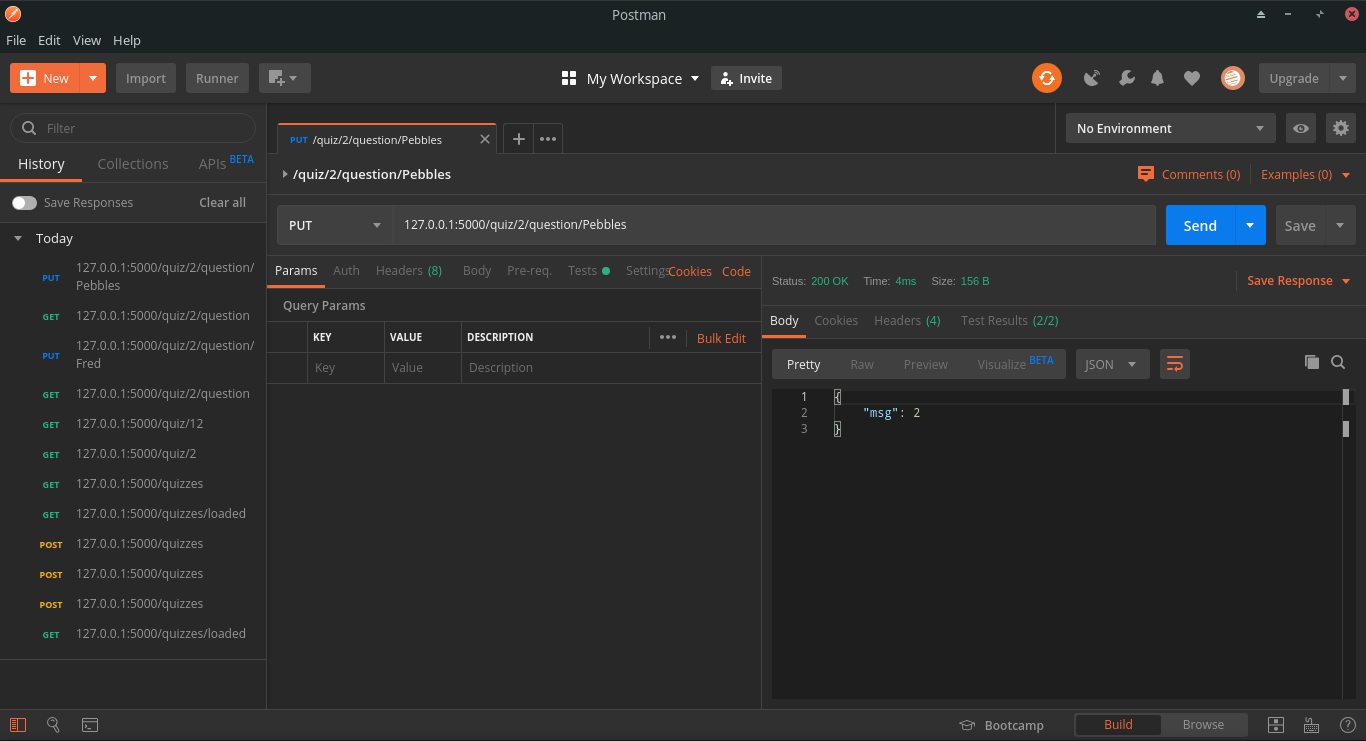 Postman
File Edit View Help
New Import Runner My Workspace Invite Upgrade
Filter
History Collections APIs BETA
Save Responses Clear all
Today
PUT 127.0.0.1:5000/quiz/2/question/
Pebbles
GET 127.0.0.1:5000/quiz/2/question
PUT 127.0.0.1:5000/quiz/2/question/
Fred
GET 127.0.0.1:5000/quiz/2/question
GET 127.0.0.1:5000/quiz/12
GET 127.0.0.1:5000/quiz/2
GET 127.0.0.1:5000/quizzes
GET 127.0.0.1:5000/quizzes/loaded
POST 127.0.0.1:5000/quizzes
POST 127.0.0.1:5000/quizzes
POST 127.0.0.1:5000/quizzes
GET 127.0.0.1:5000/quizzes/loaded
PUT /quiz/2/question/Pebbles
No Environment
/quiz/2/question/Pebbles
Comments (0) Examples (0)
PUT 127.0.0.1:5000/quiz/2/question/Pebbles Send Save
Params Auth Headers (8) Body Pre-req. Tests Settings Cookies Code
Query Params
KEY VALUE DESCRIPTION Bulk Edit
Key Value Description
Status: 200 OK Time: 4ms Size: 156 B Save Response
Body Cookies Headers (4) Test Results (2/2)
Pretty Raw Preview Visualize BETA JSON
1 {
2 "msg": 2
3 }
Bootcamp Build Browse